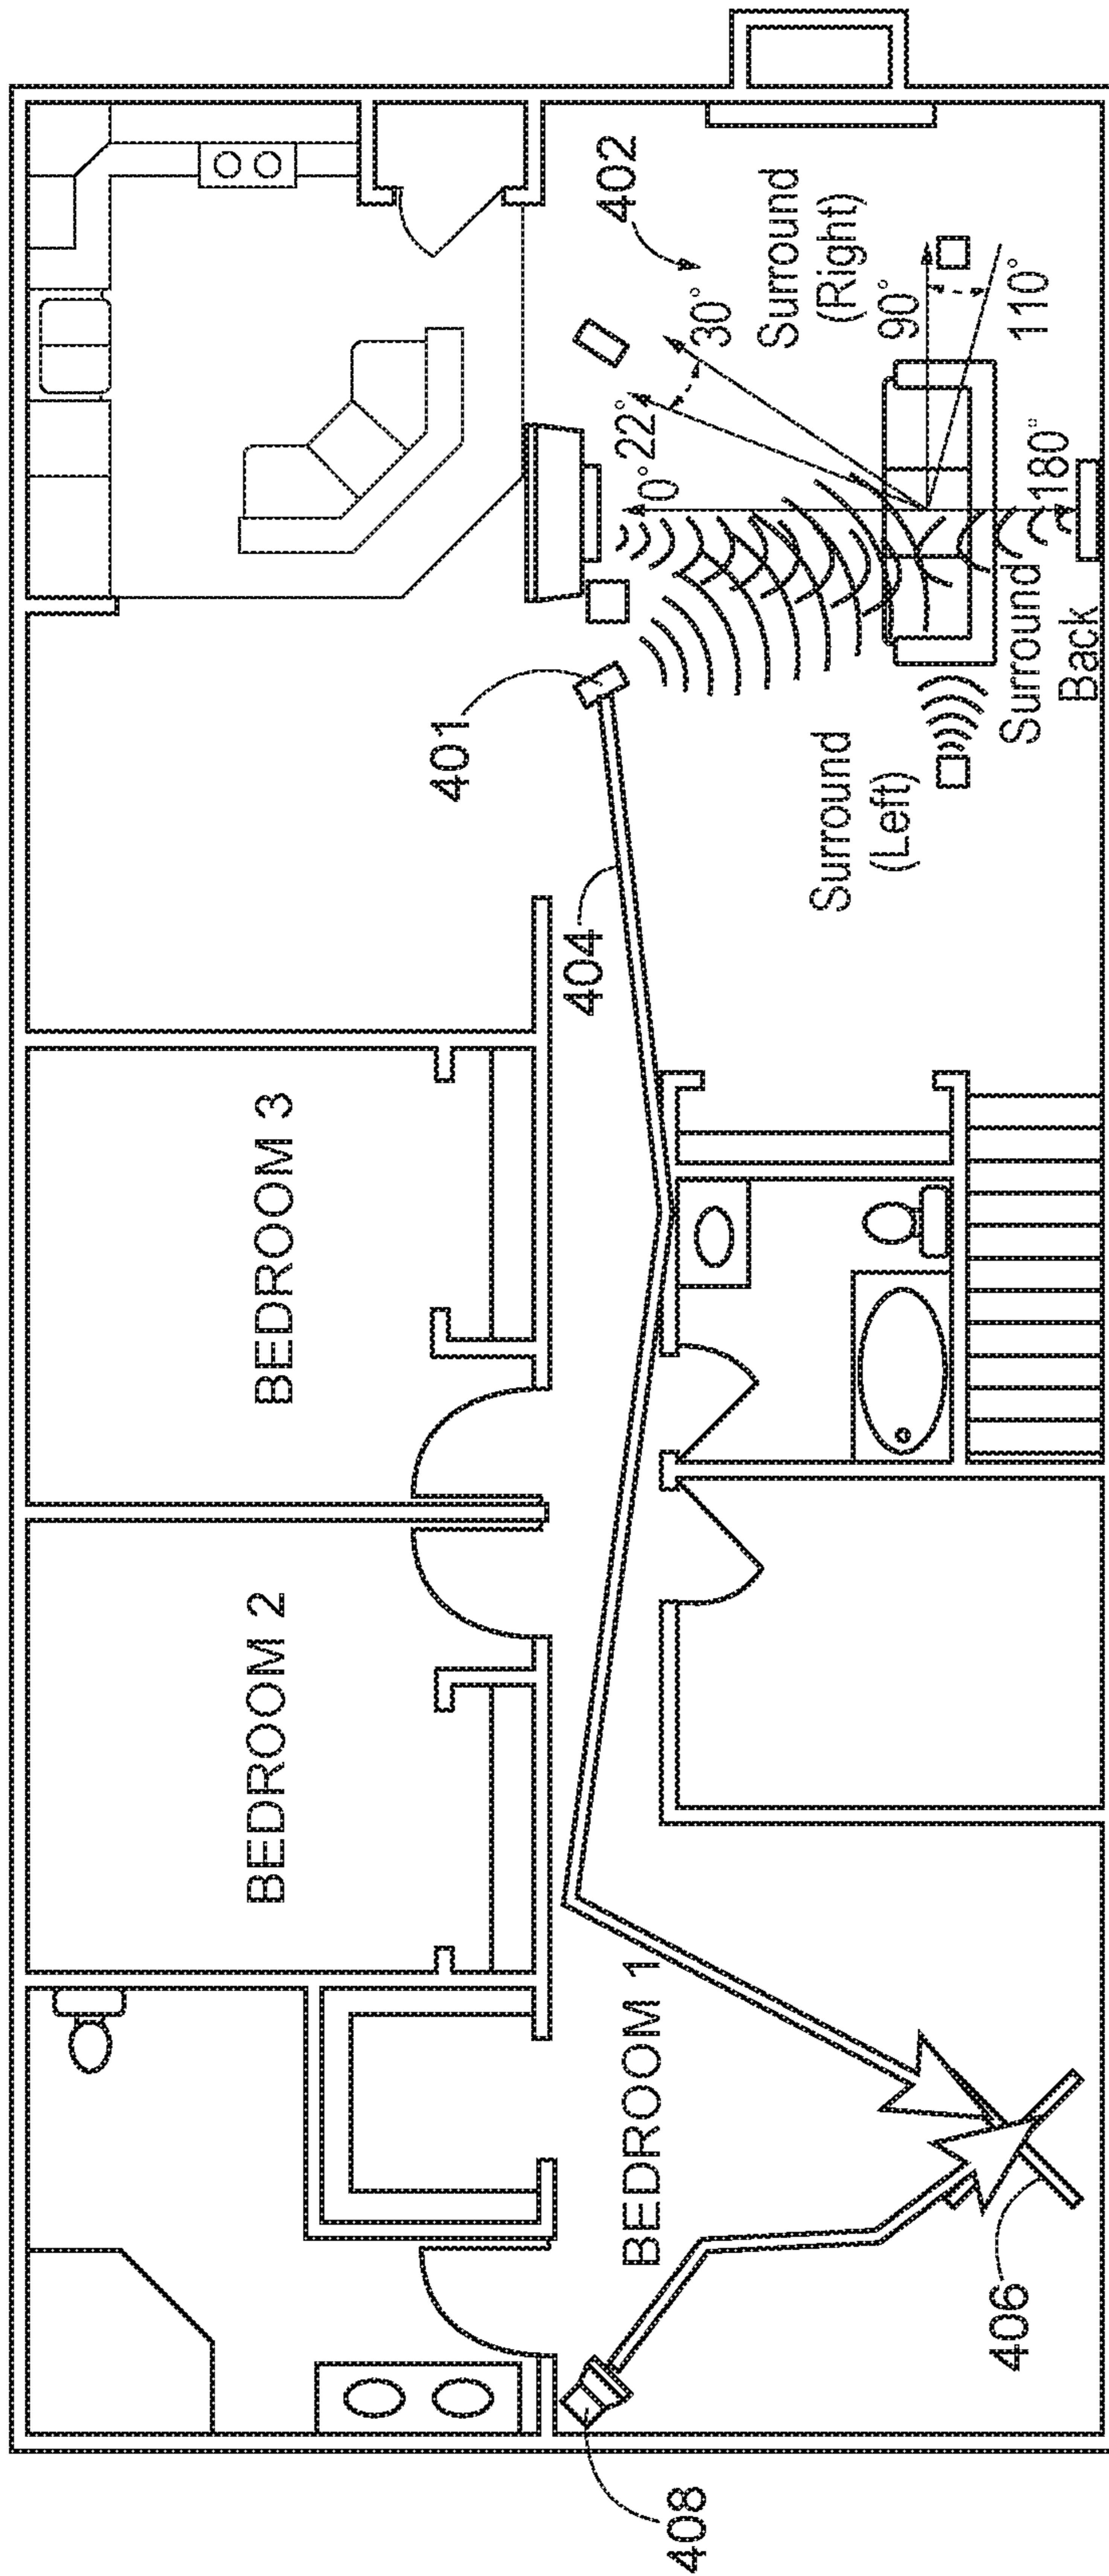 BEDROOM 3
BEDROOM 2
BEDROOM 1
401
404
402
0°
22°
30°
Surround
(Right)
90°
110°
180°
Surround
(Left)
Surround
Back
406
408